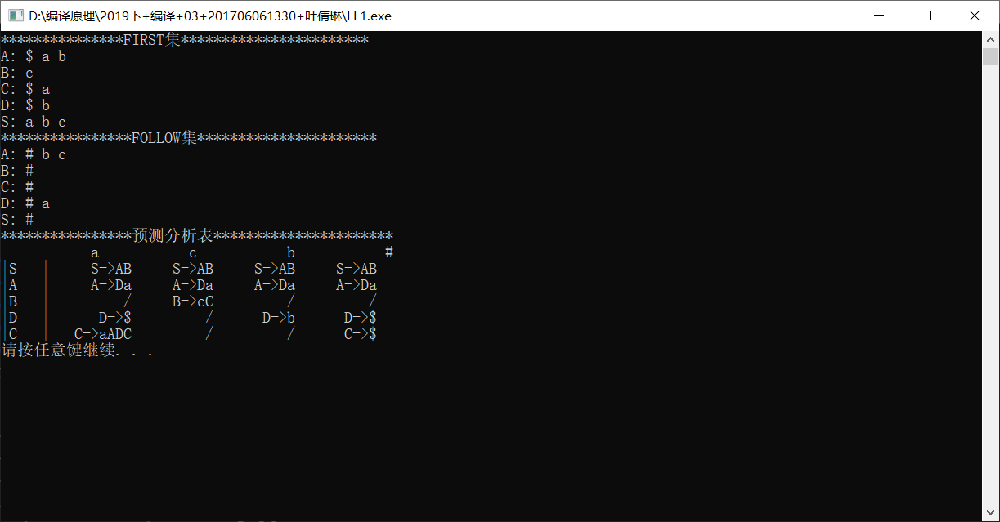 D:\编译原理\2019下+编译+03+201706061330+叶倩琳\LL1.exe
***************FIRST集***********************
A: $ a b
B: c
C: $ a
D: $ b
S: a b c
****************FOLLOW集**********************
A: # b c
B: #
C: #
D: # a
S: #
****************预测分析表**********************
a c b #
|S | S->AB S->AB S->AB S->AB
|A | A->Da A->Da A->Da A->Da
|B | / B->cC / /
|D | D->$ / D->b D->$
|C | C->aADC / / C->$
请按任意键继续. . .